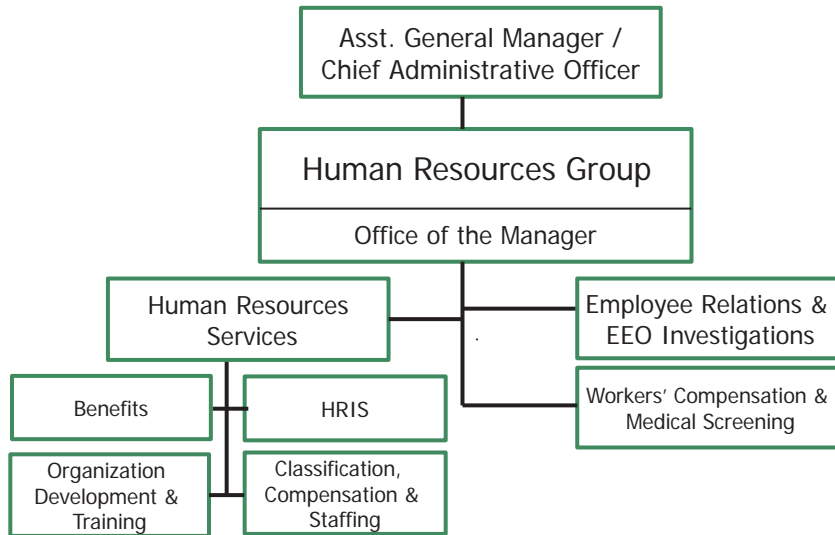 Asst. General Manager /
Chief Administrative Officer
Human Resources Group
Office of the Manager
Human Resources
Services
Employee Relations &
EEO Investigations
Benefits
HRIS
Workers' Compensation &
Medical Screening
Organization
Development &
Training
Classification,
Compensation &
Staffing